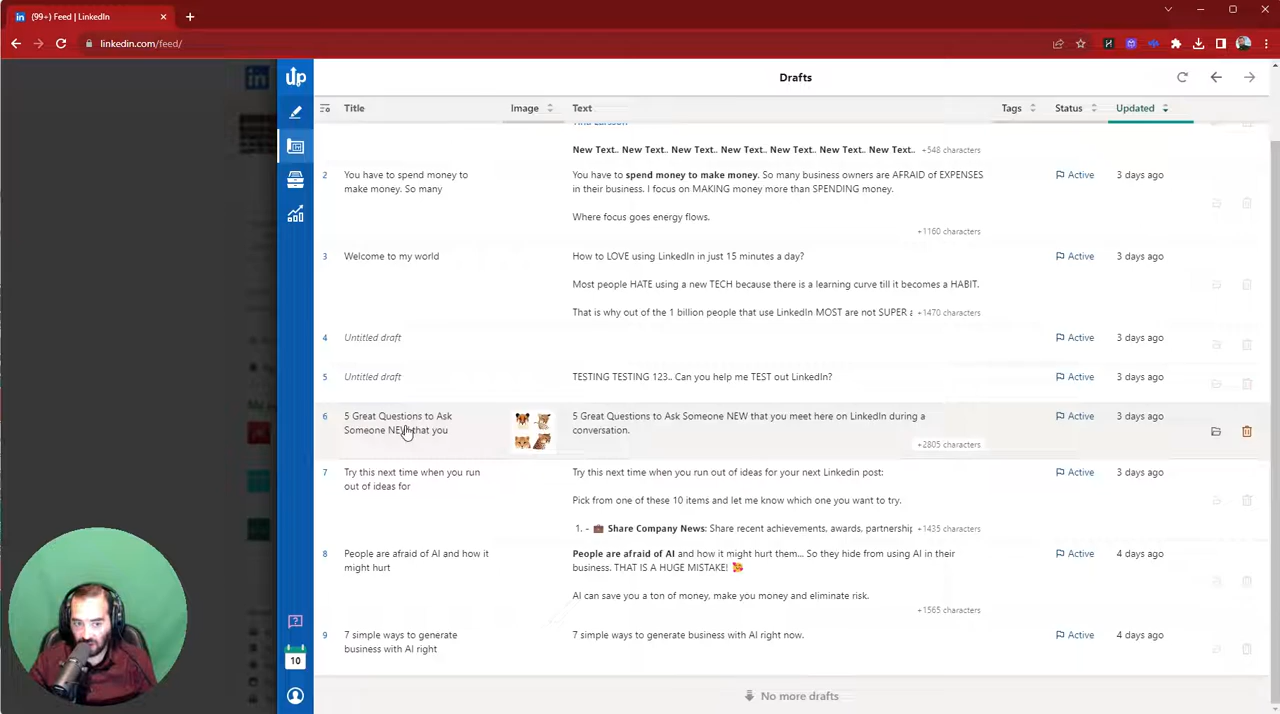 (99+) Feed | LinkedIn
linkedin.com/feed/
up
Drafts
Title Image Text Tags Status Updated
New Text.. New Text.. New Text.. New Text.. New Text.. New Text.. New Text.. +548 characters
2 You have to spend money to make money. So many You have to spend money to make money. So many business owners are AFRAID of EXPENSES in their business. I focus on MAKING money more than SPENDING money. Active 3 days ago
Where focus goes energy flows.
+1160 characters
3 Welcome to my world How to LOVE using LinkedIn in just 15 minutes a day? Active 3 days ago
Most people HATE using a new TECH because there is a learning curve till it becomes a HABIT.
That is why out of the 1 billion people that use LinkedIn MOST are not SUPER +1470 characters
4 Untitled draft Active 3 days ago
5 Untitled draft TESTING TESTING 123.. Can you help me TEST out LinkedIn? Active 3 days ago
6 5 Great Questions to Ask Someone NEW that you 5 Great Questions to Ask Someone NEW that you meet here on LinkedIn during a conversation. Active 3 days ago
+2805 characters
7 Try this next time when you run out of ideas for Try this next time when you run out of ideas for your next Linkedin post: Active 3 days ago
Pick from one of these 10 items and let me know which one you want to try.
1. - 💼 Share Company News: Share recent achievements, awards, partnership +1435 characters
8 People are afraid of AI and how it might hurt People are afraid of AI and how it might hurt them... So they hide from using AI in their business. THAT IS A HUGE MISTAKE! 🥰 Active 4 days ago
AI can save you a ton of money, make you money and eliminate risk.
+1565 characters
9 7 simple ways to generate business with AI right 7 simple ways to generate business with AI right now. Active 4 days ago
10
No more drafts